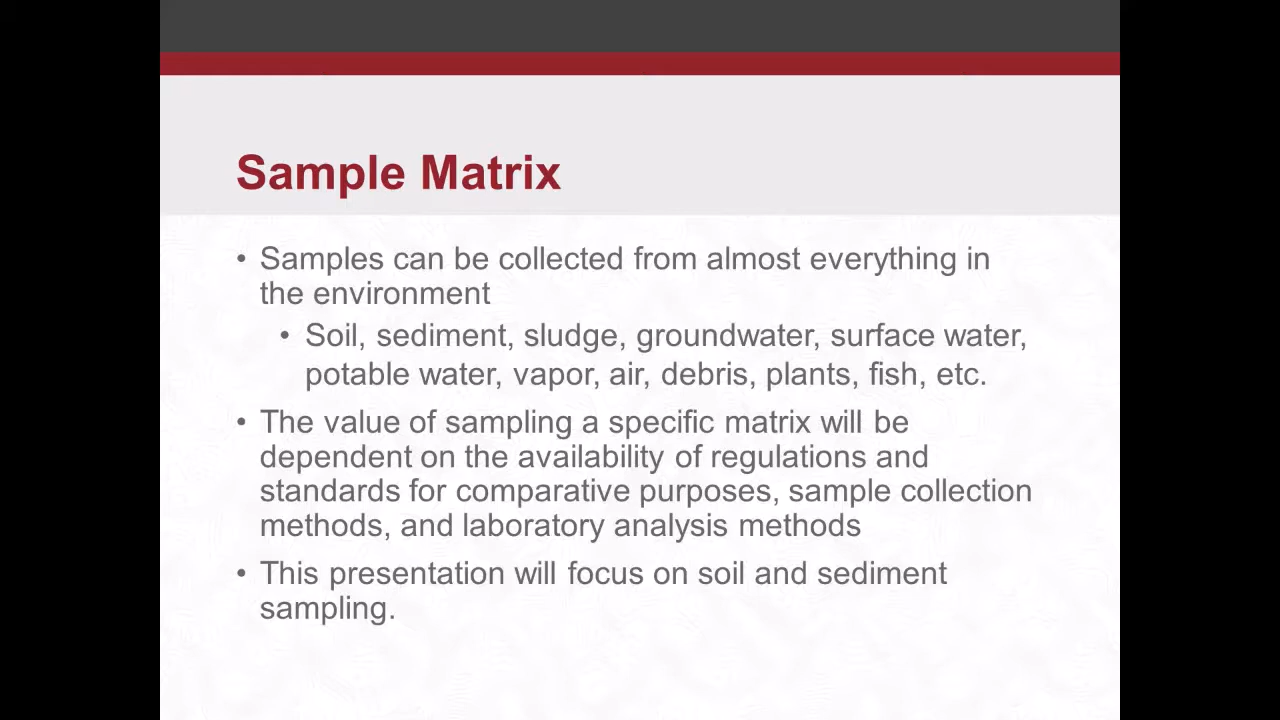 Sample Matrix
• Samples can be collected from almost everything in
the environment
• Soil, sediment, sludge, groundwater, surface water,
potable water, vapor, air, debris, plants, fish, etc.
• The value of sampling a specific matrix will be
dependent on the availability of regulations and
standards for comparative purposes, sample collection
methods, and laboratory analysis methods
• This presentation will focus on soil and sediment
sampling.